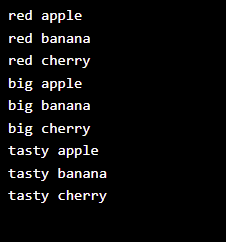 red apple
red banana
red cherry
big apple
big banana
big cherry
tasty apple
tasty banana
tasty cherry